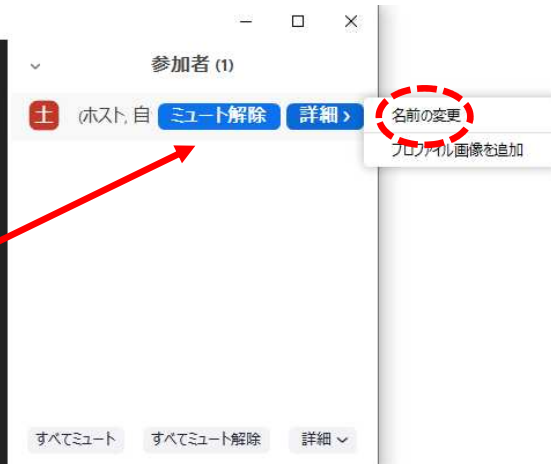 参加者 (1)
土 (ホスト, 自 ミュート解除 詳細 >
名前の変更
プロファイル画像を追加
すべてミュート すべてミュート解除 詳細